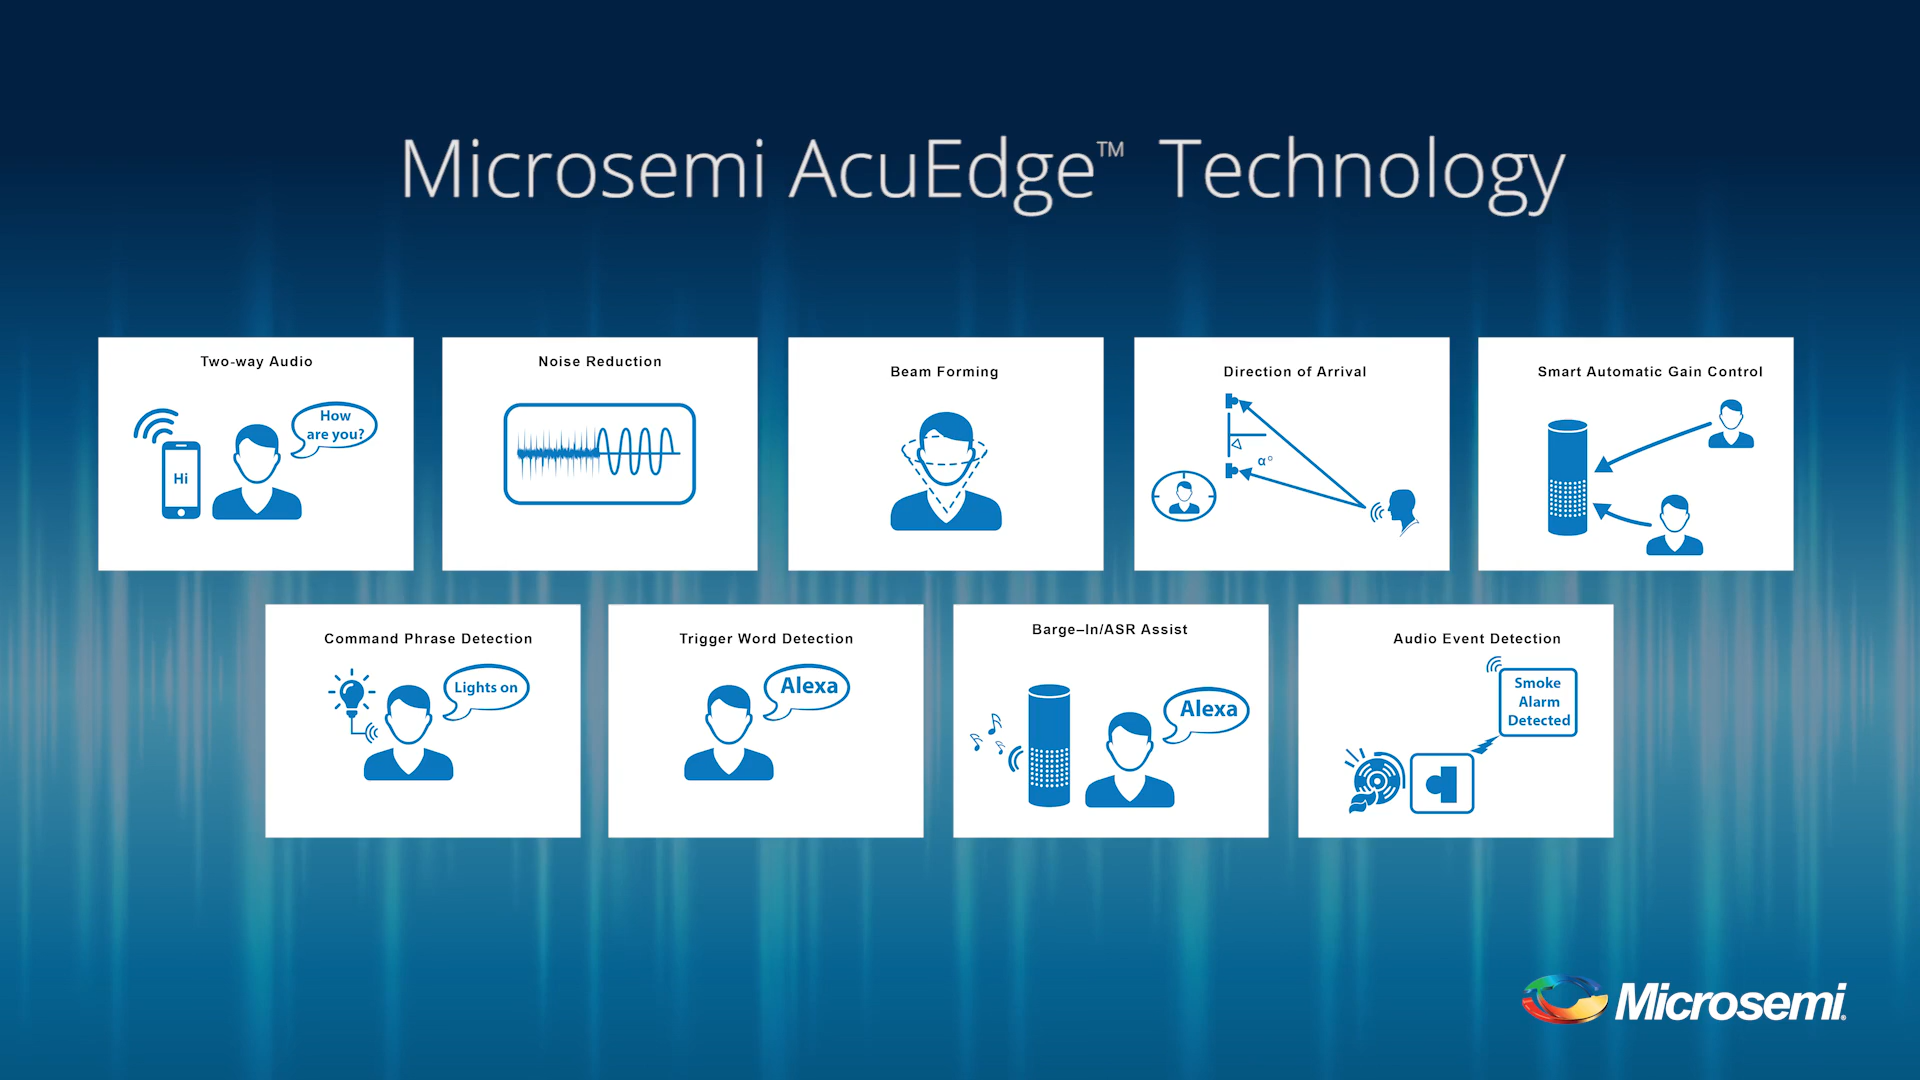 Microsemi AcuEdge™ Technology
Two-way Audio
How
are you?
Hi
Noise Reduction
Beam Forming
Direction of Arrival
α°
Smart Automatic Gain Control
Command Phrase Detection
Lights on
Trigger Word Detection
Alexa
Barge–In/ASR Assist
Alexa
Audio Event Detection
Smoke
Alarm
Detected
Microsemi.